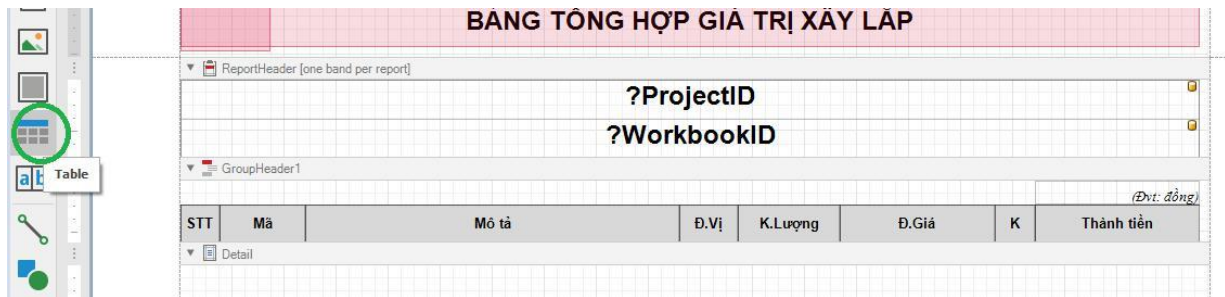 BẢNG TỔNG HỢP GIÁ TRỊ XÂY LẮP
ReportHeader [one band per report]
?ProjectID
?WorkbookID
Table
GroupHeader1
(Đvt: đồng)
STT Mã Mô tả Đ.Vị K.Lượng Đ.Giá K Thành tiền
Detail